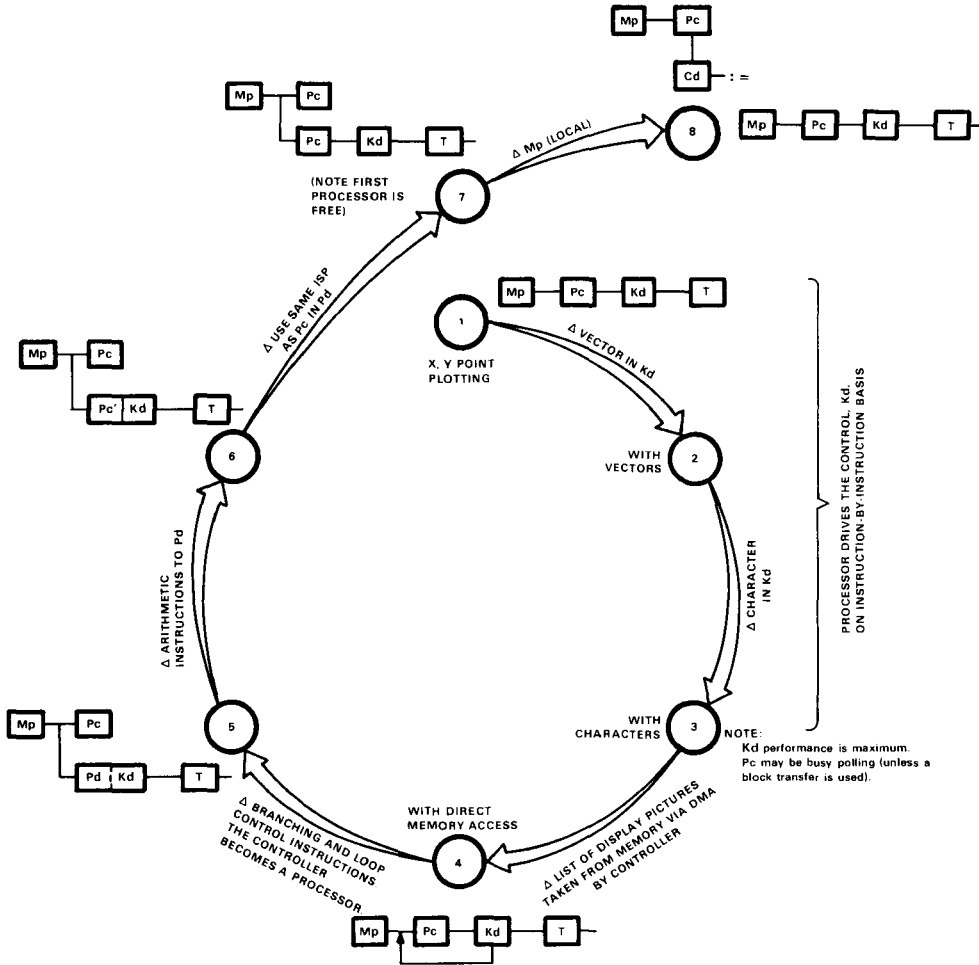 Mp Pc
Cd : =
Mp Pc
Pc Kd T
8
Mp Pc Kd T
Δ Mp (LOCAL)
(NOTE FIRST
PROCESSOR IS
FREE)
7
Δ USE SAME ISP
AS Pc IN Pd
Mp Pc Kd T
1
X, Y POINT
PLOTTING
Δ VECTOR IN Kd
Mp Pc
Pc' Kd T
6
WITH
VECTORS
2
PROCESSOR DRIVES THE CONTROL, Kd,
ON INSTRUCTION-BY-INSTRUCTION BASIS
Δ ARITHMETIC
INSTRUCTIONS TO Pd
Δ CHARACTER
IN Kd
Mp Pc
Pd Kd T
5
WITH
CHARACTERS
3
NOTE:
Kd performance is maximum.
Pc may be busy polling (unless a
block transfer is used).
Δ BRANCHING AND LOOP
CONTROL INSTRUCTIONS
THE CONTROLLER
BECOMES A PROCESSOR
WITH DIRECT
MEMORY ACCESS
4
Δ LIST OF DISPLAY PICTURES
TAKEN FROM MEMORY VIA DMA
BY CONTROLLER
Mp Pc Kd T